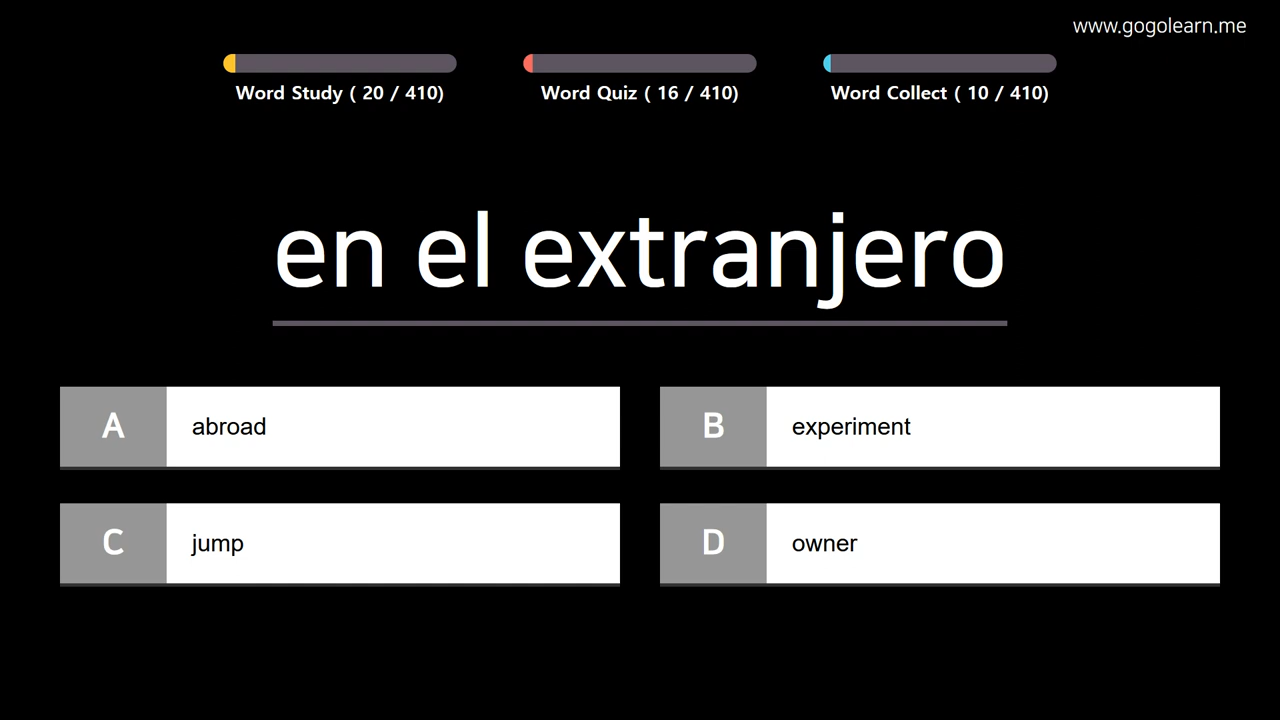 www.gogolearn.me
Word Study ( 20 / 410)
Word Quiz ( 16 / 410)
Word Collect ( 10 / 410)
en el extranjero
A abroad
B experiment
C jump
D owner